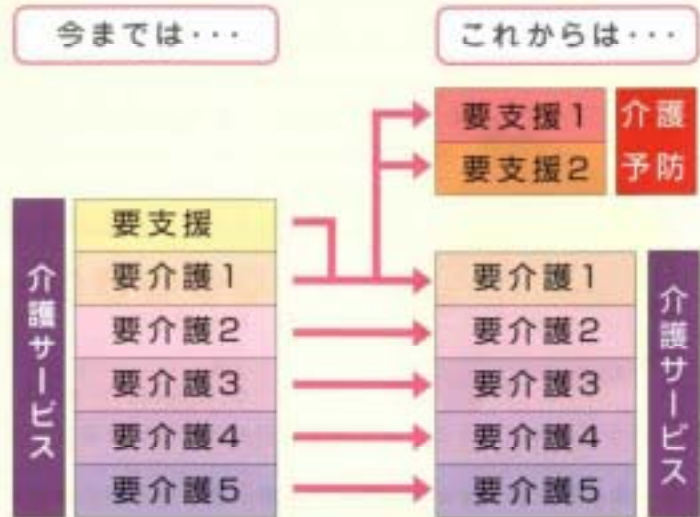 今までは・・・
これからは・・・
要支援1
要支援2
介護
予防
介護サービス
要支援
要介護1
要介護2
要介護3
要介護4
要介護5
要介護1
要介護2
要介護3
要介護4
要介護5
介護サービス